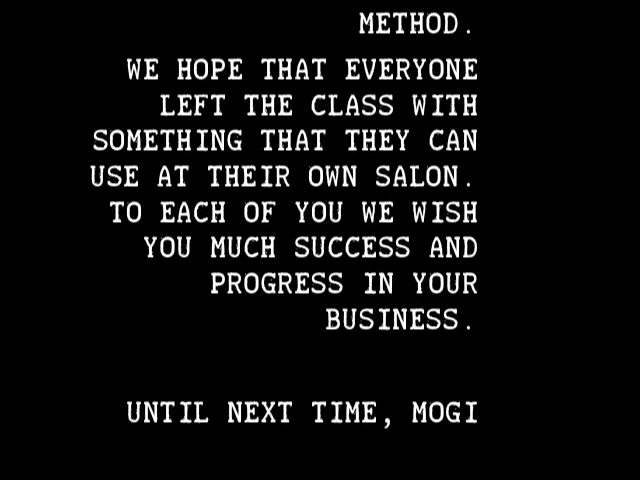 METHOD.
WE HOPE THAT EVERYONE
LEFT THE CLASS WITH
SOMETHING THAT THEY CAN
USE AT THEIR OWN SALON.
TO EACH OF YOU WE WISH
YOU MUCH SUCCESS AND
PROGRESS IN YOUR
BUSINESS.
UNTIL NEXT TIME, MOGI